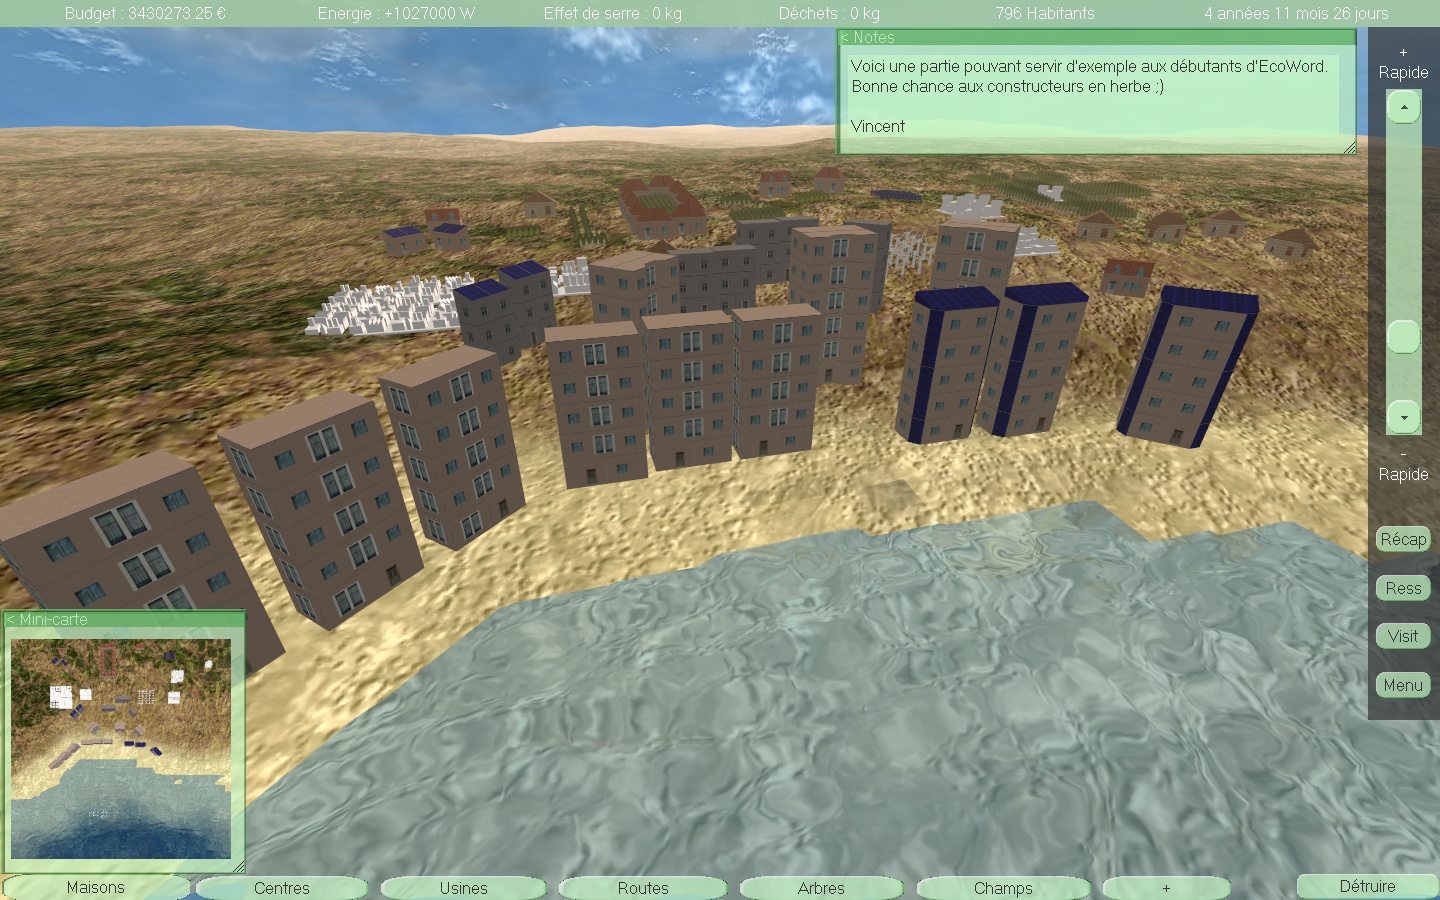 Budget : 3430273.25 € Energie : +1027000 W Effet de serre : 0 kg Déchets : 0 kg 796 Habitants 4 années 11 mois 26 jours
< Notes
Voici une partie pouvant servir d'exemple aux débutants d'EcoWord.
Bonne chance aux constructeurs en herbe ;)
Vincent
+
Rapide
-
Rapide
Récap
Ress
Visit
Menu
< Mini-carte
Maisons Centres Usines Routes Arbres Champs + Détruire